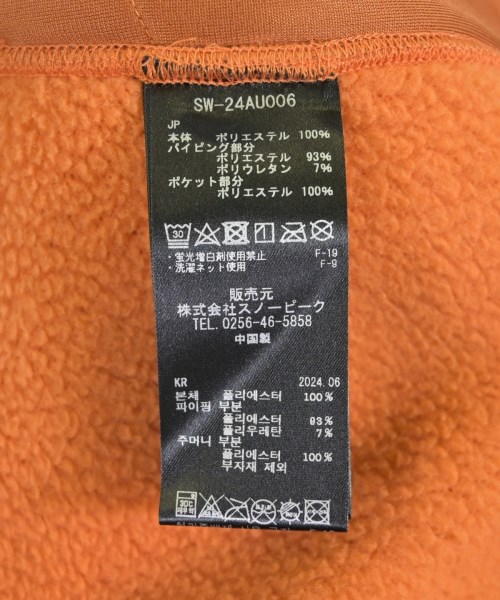 SW-24AU006
JP
本体 ポリエステル 100%
パイピング部分
ポリエステル 93%
ポリウレタン 7%
ポケット部分
ポリエステル 100%
30
・蛍光増白剤使用禁止 F-19
・洗濯ネット使用 F-9
販売元
株式会社スノーピーク
TEL. 0256-46-5858
中国製
KR 2024.06
본체 폴리에스터 100%
파이핑 부분
폴리에스터 93%
폴리우레탄 7%
주머니 부분
폴리에스터 100%
부자재 제외
30℃